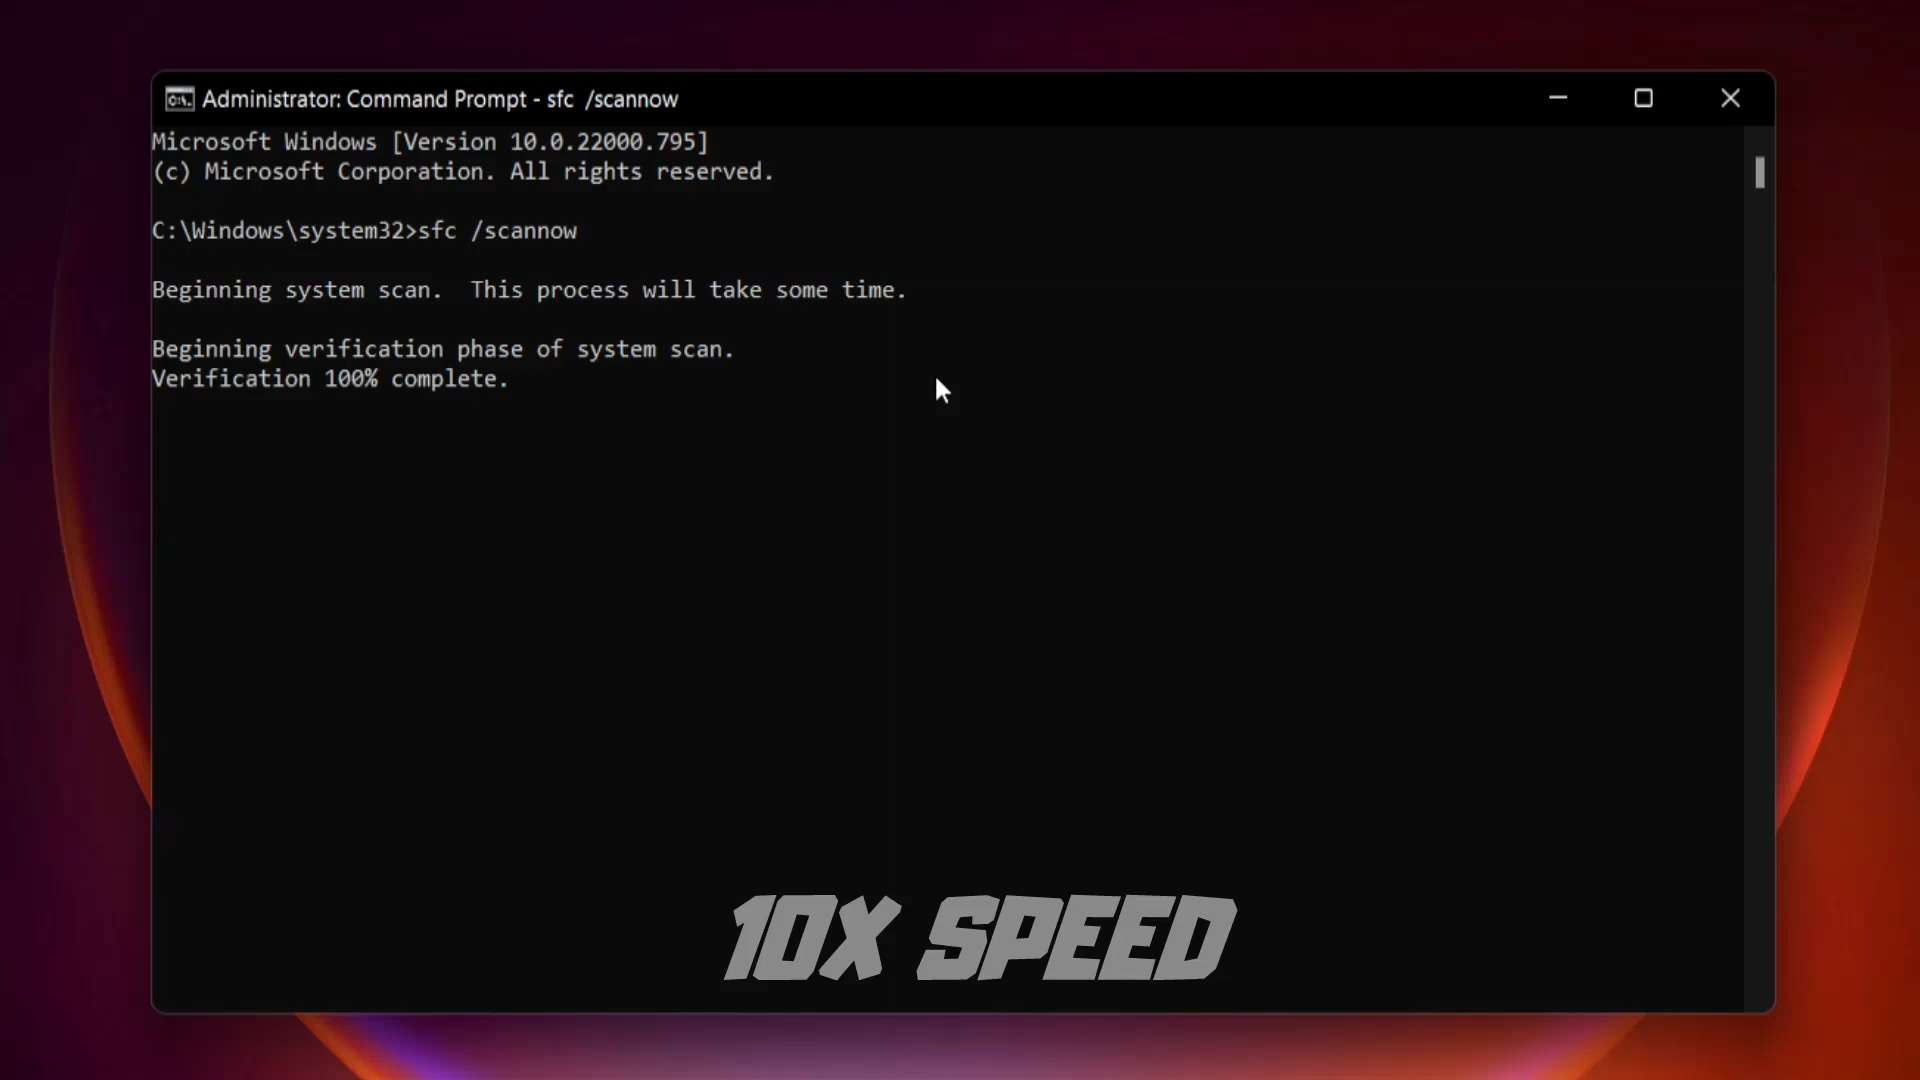 Administrator: Command Prompt - sfc  /scannow
Microsoft Windows [Version 10.0.22000.795]
(c) Microsoft Corporation. All rights reserved.
C:\Windows\system32>sfc /scannow
Beginning system scan.  This process will take some time.
Beginning verification phase of system scan.
Verification 100% complete.
10X SPEED